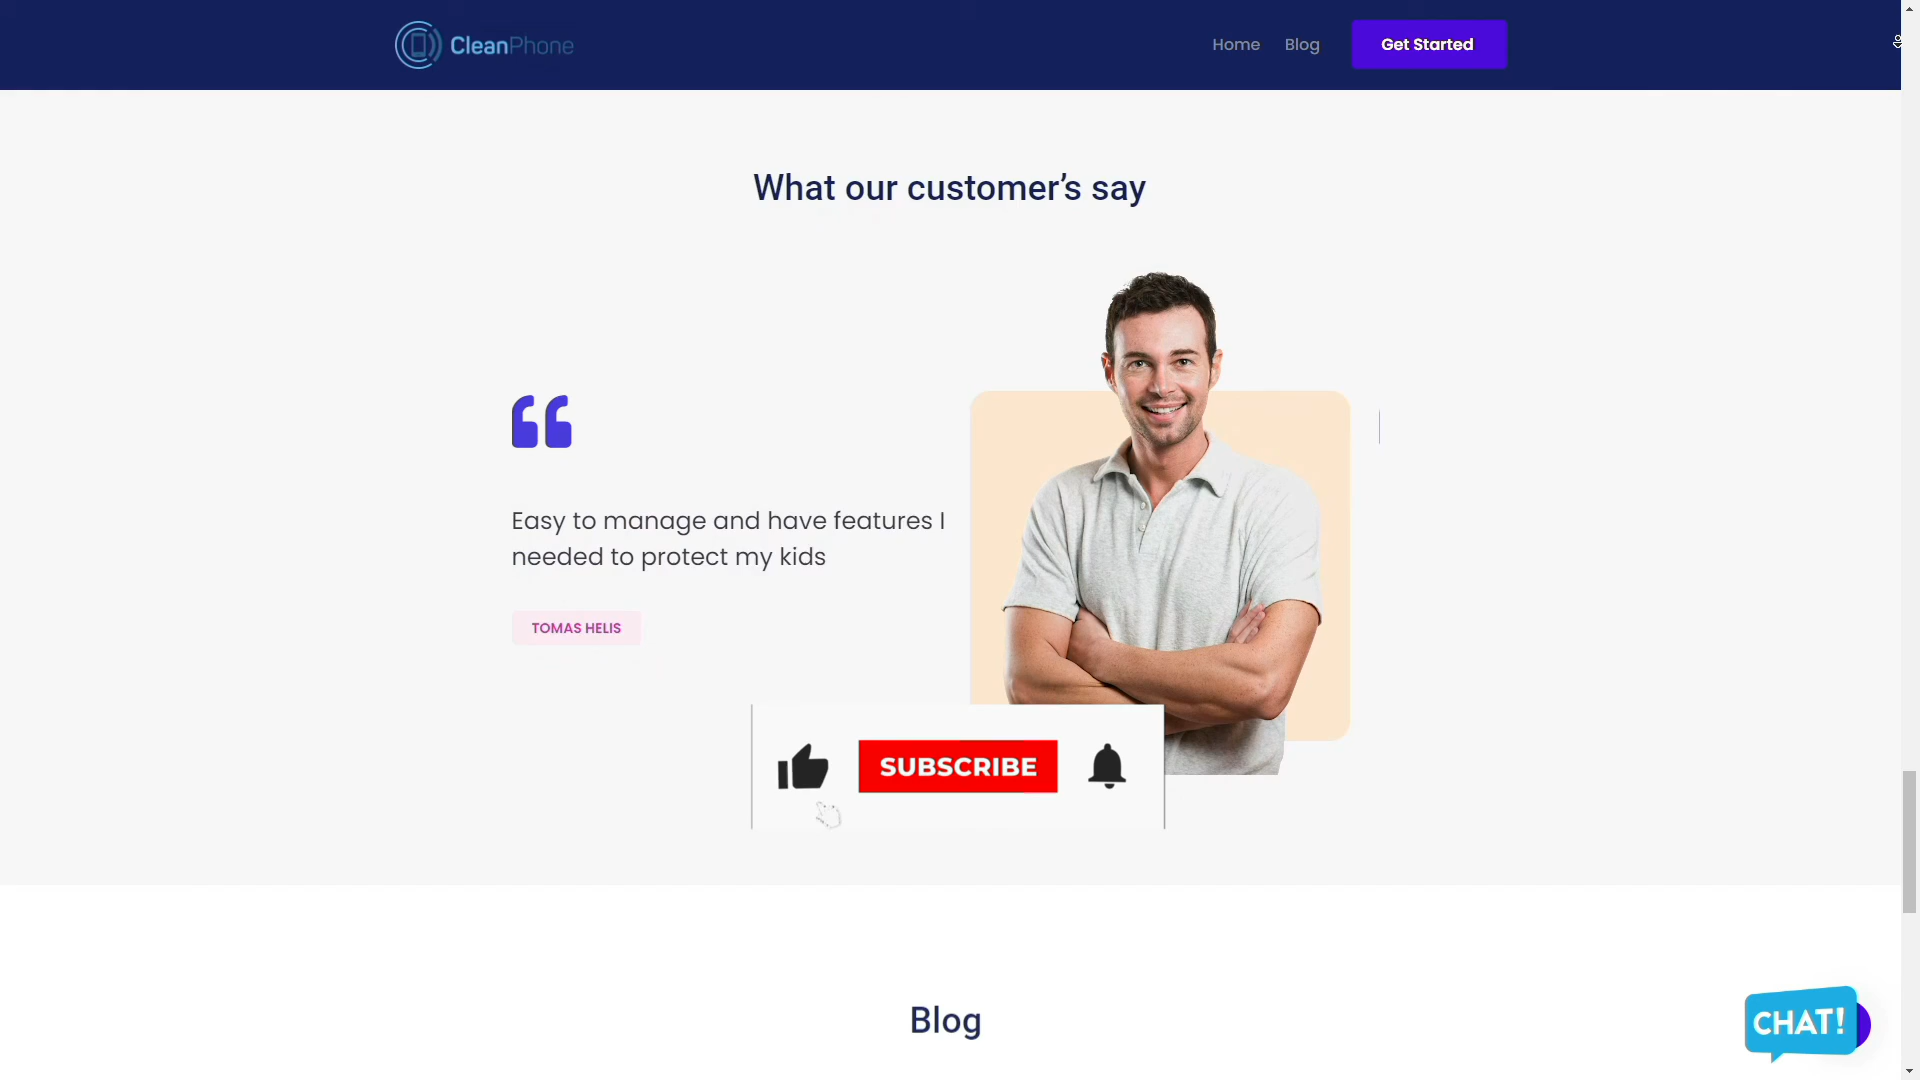 CleanPhone
Home
Blog
Get Started
What our customer’s say
Easy to manage and have features I
needed to protect my kids
TOMAS HELIS
SUBSCRIBE
Blog
CHAT!